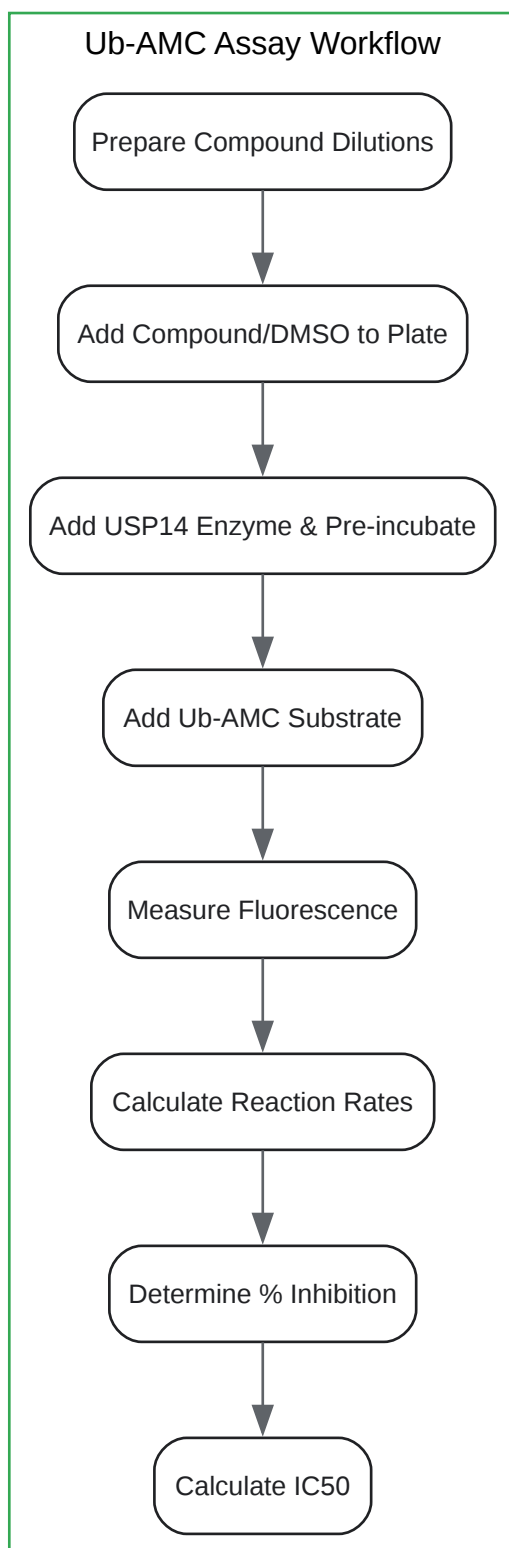 Ub-AMC Assay Workflow
Prepare Compound Dilutions
Add Compound/DMSO to Plate
Add USP14 Enzyme & Pre-incubate
Add Ub-AMC Substrate
Measure Fluorescence
Calculate Reaction Rates
Determine % Inhibition
Calculate IC50